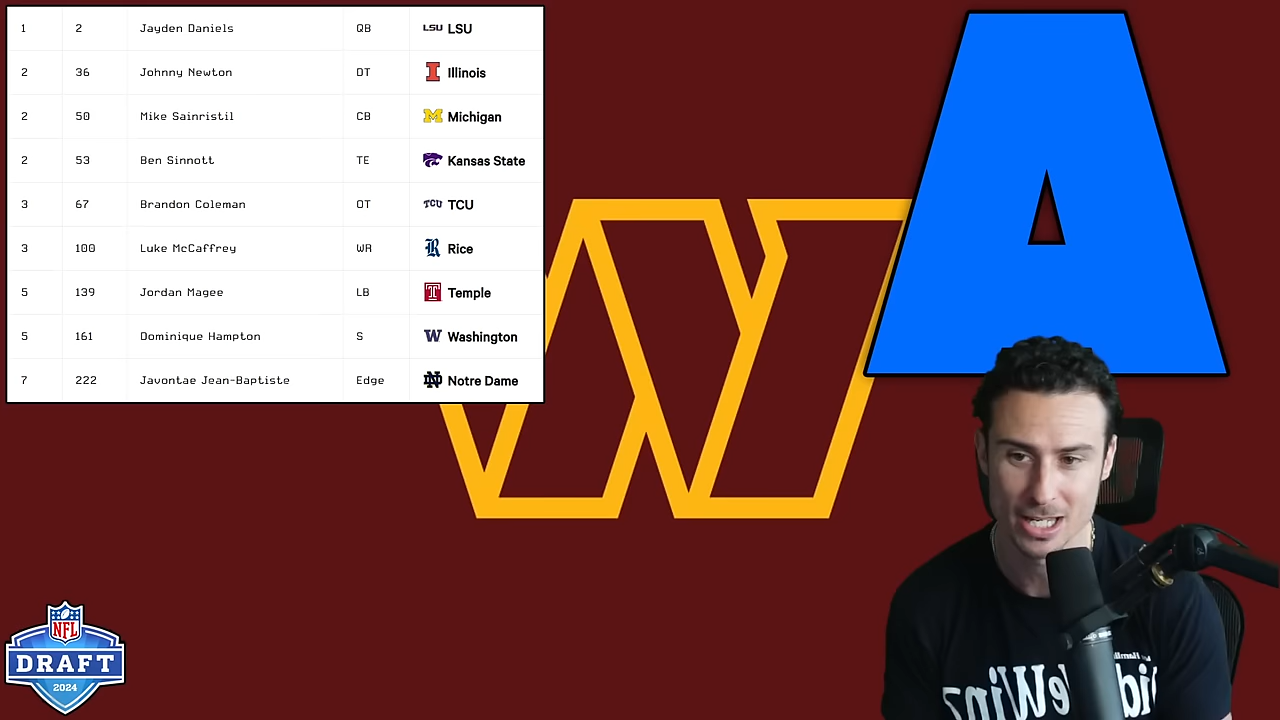 1 2 Jayden Daniels QB LSU LSU
2 36 Johnny Newton DT I Illinois
2 50 Mike Sainristil CB M Michigan
2 53 Ben Sinnott TE Kansas State
3 67 Brandon Coleman OT TCU TCU
3 100 Luke McCaffrey WR R Rice
5 139 Jordan Magee LB T Temple
5 161 Dominique Hampton S W Washington
7 222 Javontae Jean-Baptiste Edge ND Notre Dame
A
W
NFL
DRAFT
2024